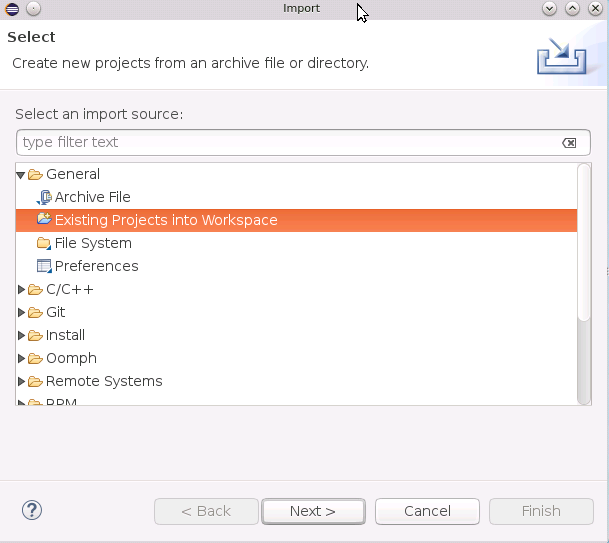 Import
Select
Create new projects from an archive file or directory.
Select an import source:
type filter text
General
Archive File
Existing Projects into Workspace
File System
Preferences
C/C++
Git
Install
Oomph
Remote Systems
RPM
?
< Back
Next >
Cancel
Finish